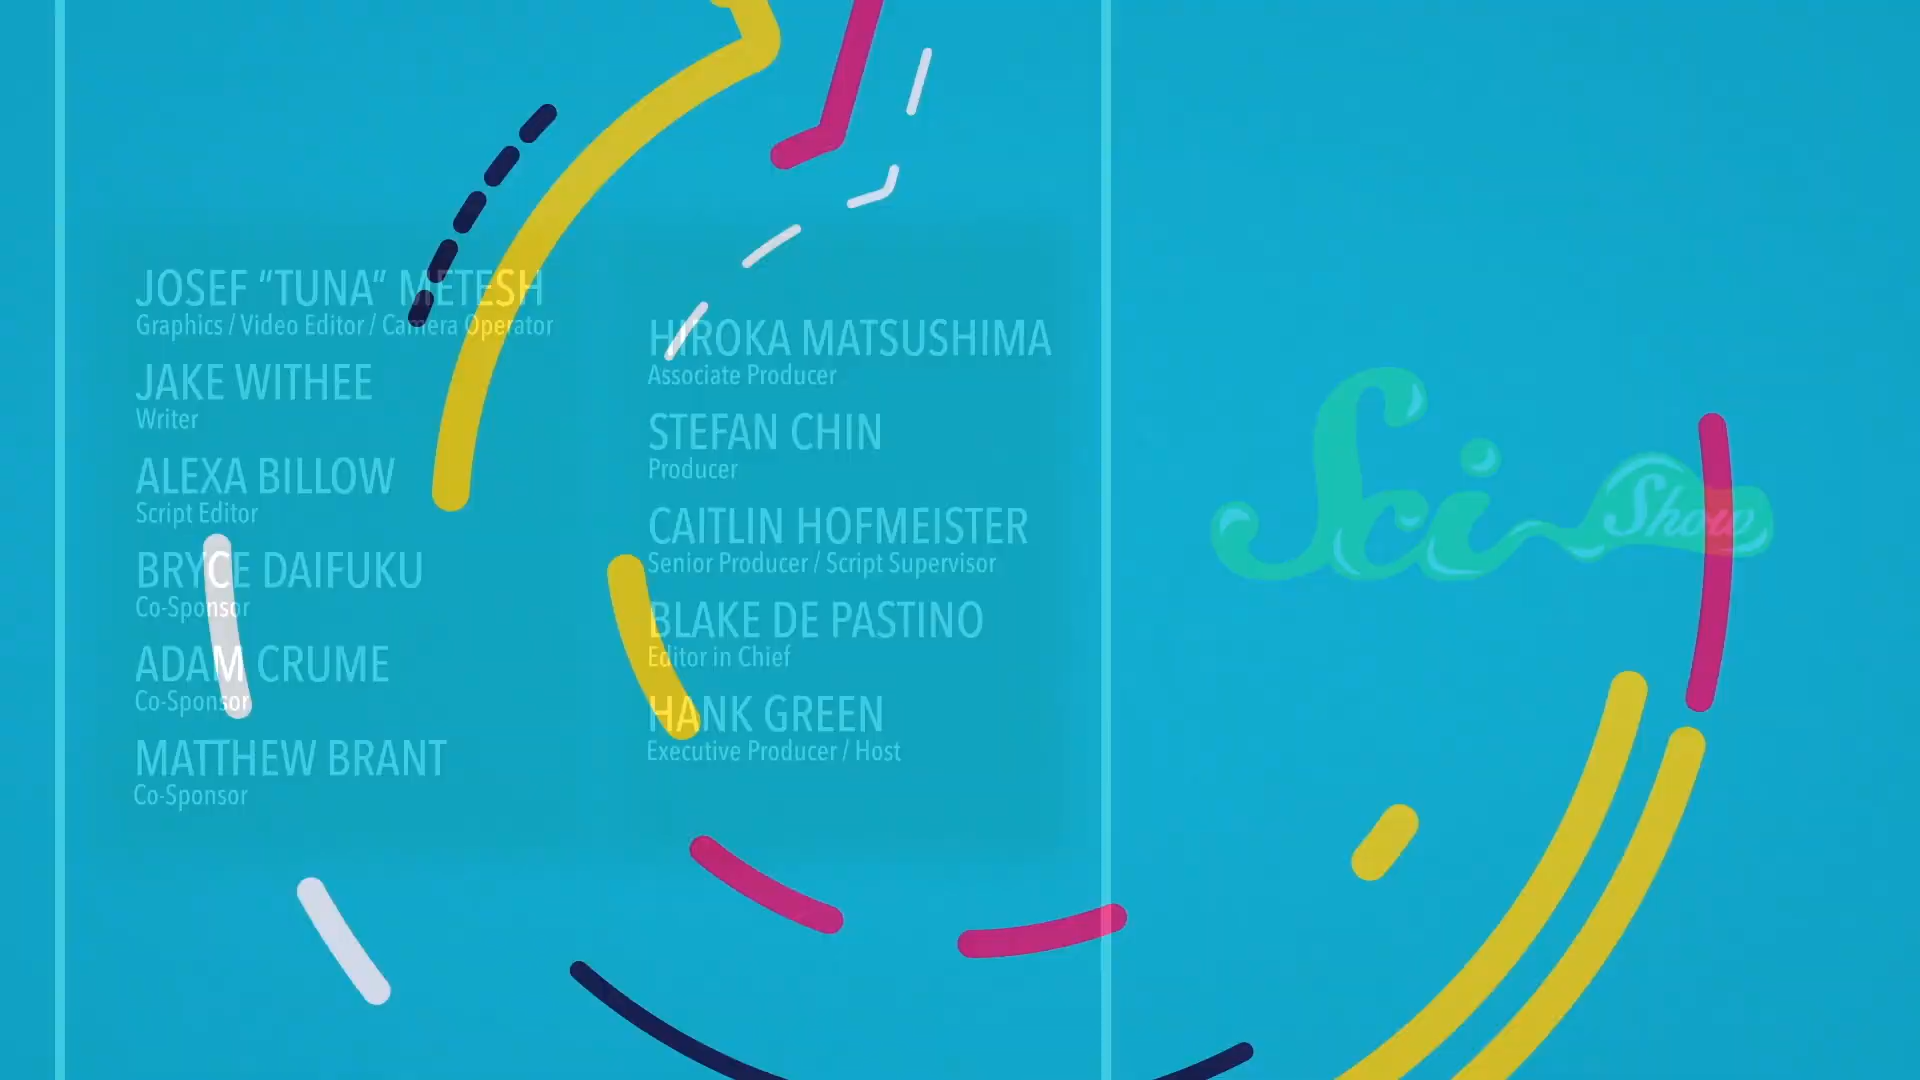 JOSEF “TUNA” METESH
Graphics / Video Editor / Camera Operator
JAKE WITHEE
Writer
ALEXA BILLOW
Script Editor
BRYCE DAIFUKU
Co-Sponsor
ADAM CRUME
Co-Sponsor
MATTHEW BRANT
Co-Sponsor
HIROKA MATSUSHIMA
Associate Producer
STEFAN CHIN
Producer
CAITLIN HOFMEISTER
Senior Producer / Script Supervisor
BLAKE DE PASTINO
Editor in Chief
HANK GREEN
Executive Producer / Host
Sci Show